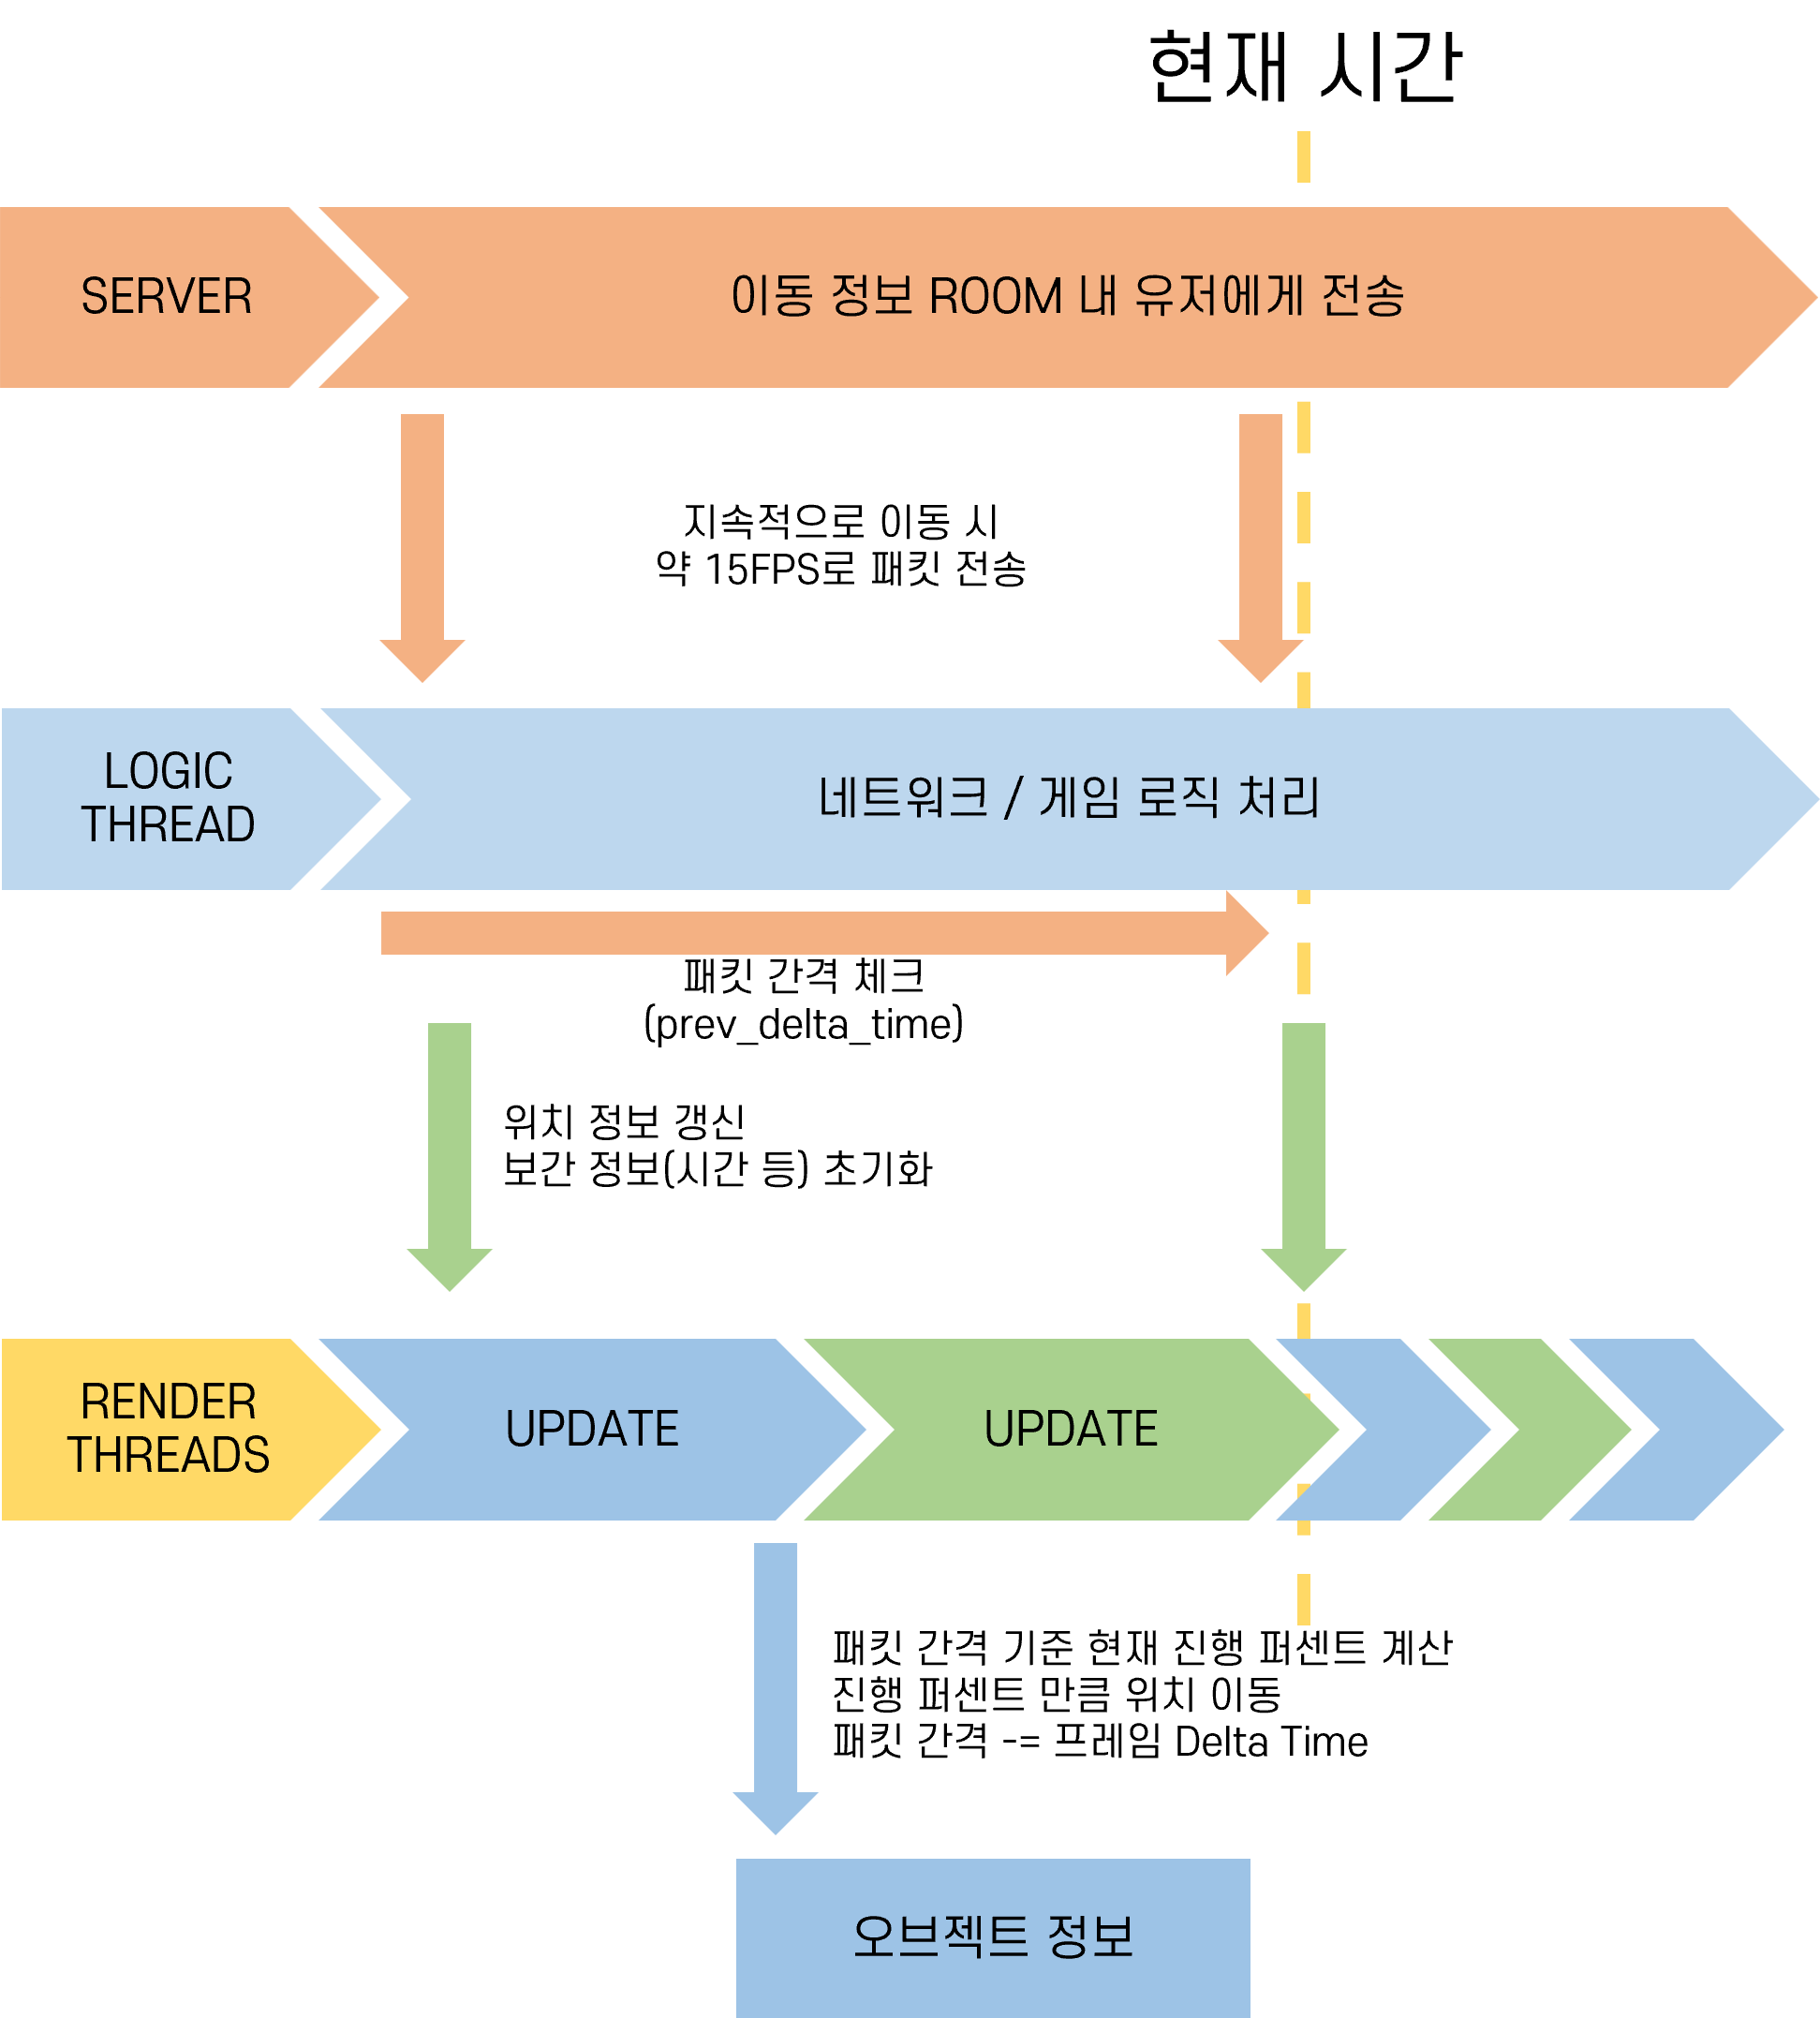 현재 시간
SERVER
이동 정보 ROOM 내 유저에게 전송
지속적으로 이동 시
약 15FPS로 패킷 전송
LOGIC
THREAD
네트워크 / 게임 로직 처리
패킷 간격 체크
(prev_delta_time)
위치 정보 갱신
보간 정보(시간 등) 초기화
RENDER
THREADS
UPDATE
UPDATE
패킷 간격 기준 현재 진행 퍼센트 계산
진행 퍼센트 만큼 위치 이동
패킷 간격 -= 프레임 Delta Time
오브젝트 정보